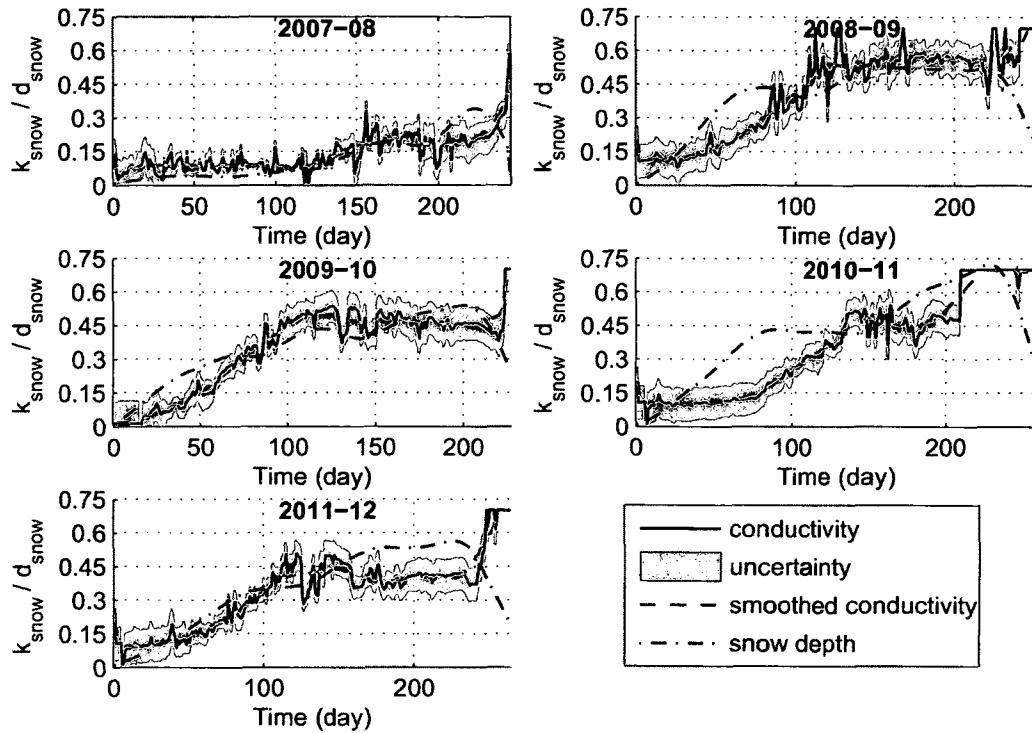 2007-08
k_snow / d_snow
0.75
0.6
0.45
0.3
0.15
0
0 50 100 150 200
Time (day)
2008-09
k_snow / d_snow
0.75
0.6
0.45
0.3
0.15
0
0 100 200
Time (day)
2009-10
k_snow / d_snow
0.75
0.6
0.45
0.3
0.15
0
0 50 100 150 200
Time (day)
2010-11
k_snow / d_snow
0.75
0.6
0.45
0.3
0.15
0
0 100 200
Time (day)
2011-12
k_snow / d_snow
0.75
0.6
0.45
0.3
0.15
0
0 100 200
Time (day)
conductivity
uncertainty
smoothed conductivity
snow depth